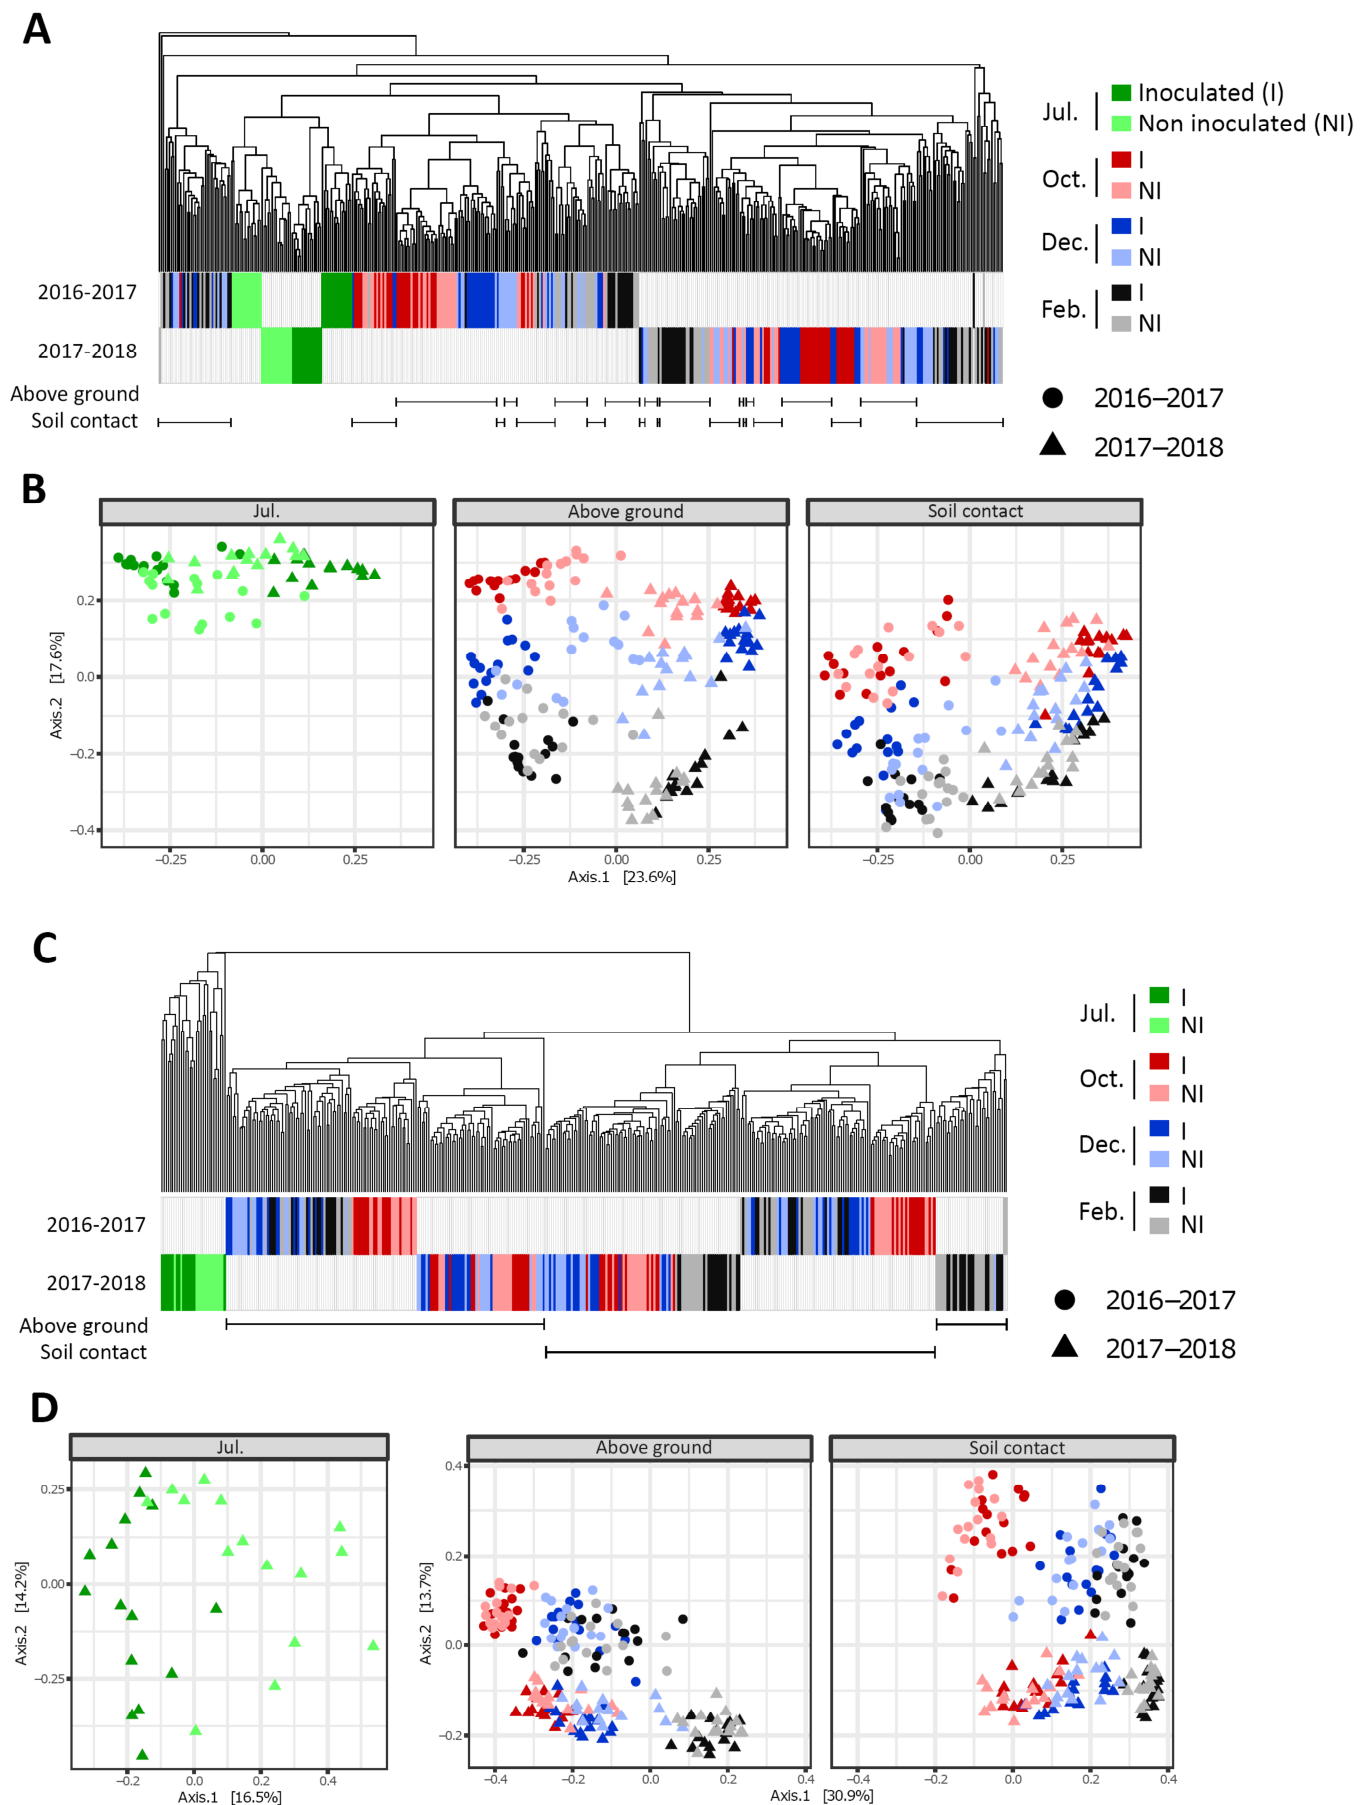 A
Jul.
Inoculated (I)
Non inoculated (NI)
Oct.
I
NI
Dec.
I
NI
Feb.
I
NI
2016-2017
2017-2018
Above ground
Soil contact
2016–2017
2017–2018
B
Jul.
Above ground
Soil contact
Axis.2 [17.6%]
0.2
0.0
−0.2
−0.4
−0.25 0.00 0.25
−0.25 0.00 0.25
−0.25 0.00 0.25
Axis.1 [23.6%]
C
Jul.
I
NI
Oct.
I
NI
Dec.
I
NI
Feb.
I
NI
2016-2017
2017-2018
Above ground
Soil contact
2016–2017
2017–2018
D
Jul.
Axis.2 [14.2%]
0.25
0.00
−0.25
−0.2 0.0 0.2 0.4
Axis.1 [16.5%]
Above ground
Soil contact
Axis.2 [13.7%]
0.4
0.2
0.0
−0.2
−0.4 −0.2 0.0 0.2 0.4
−0.4 −0.2 0.0 0.2 0.4
Axis.1 [30.9%]